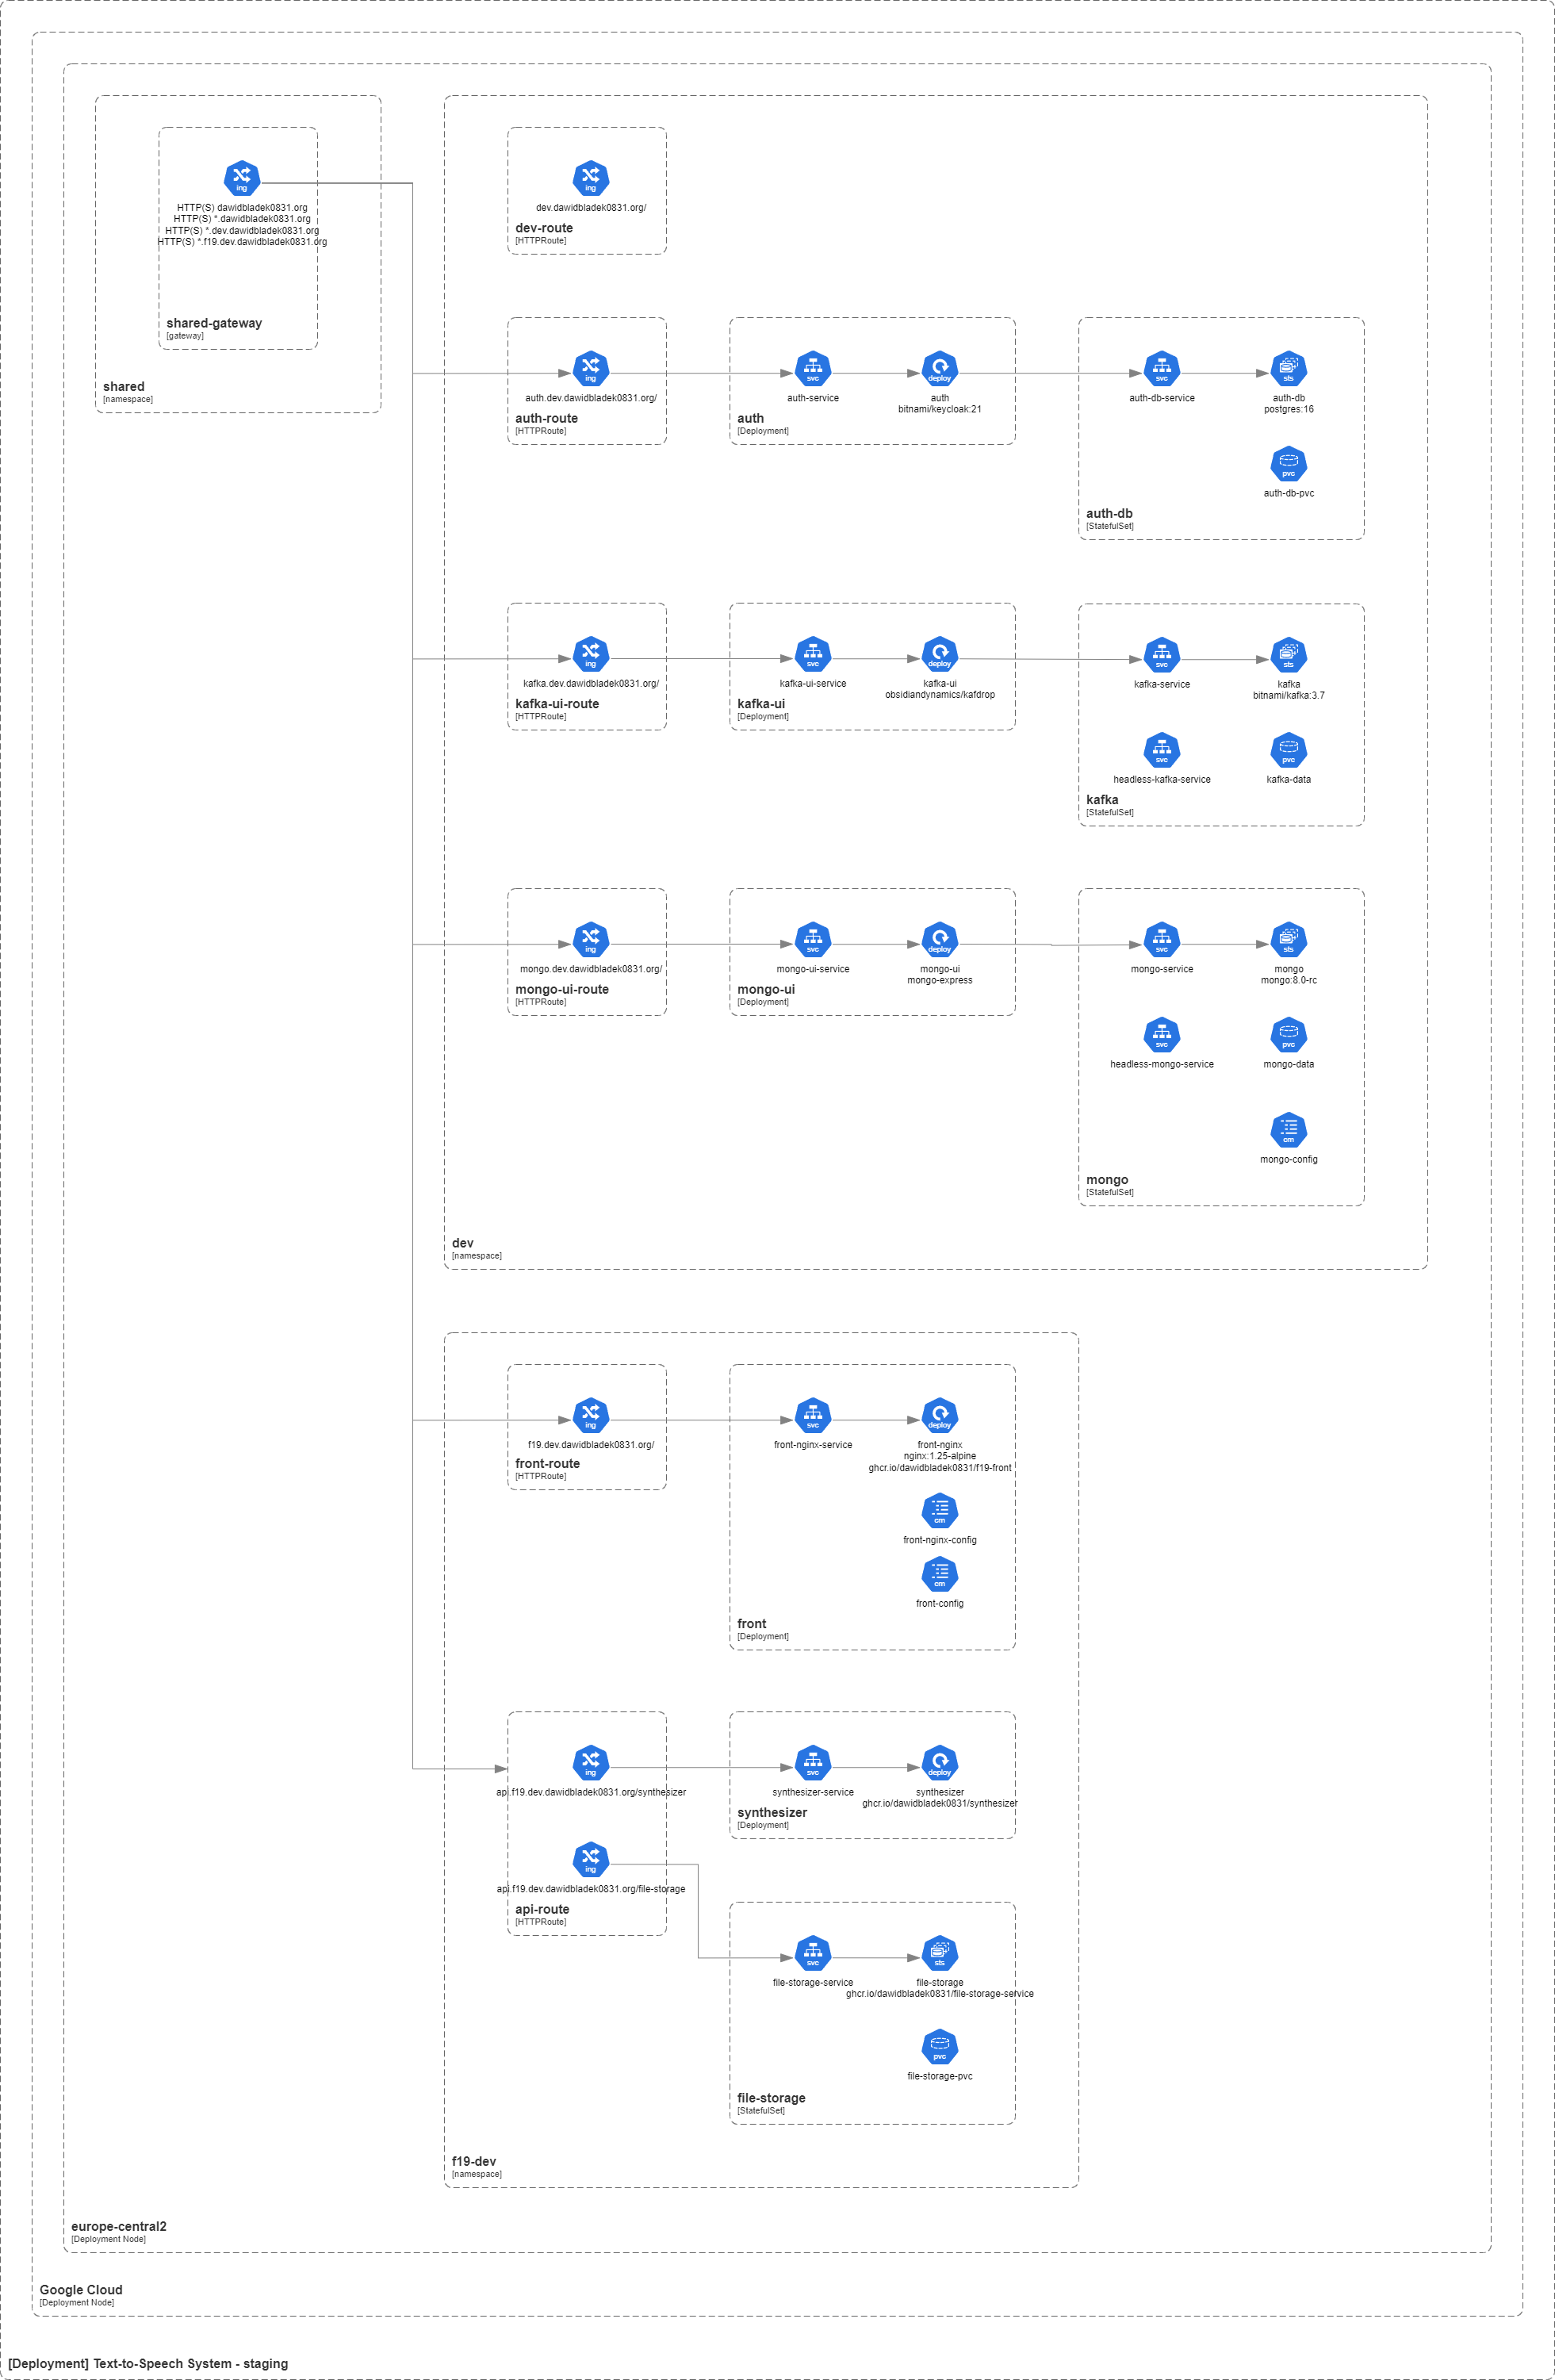 ing
HTTP(S) dawidbladek0831.org
HTTP(S) *.dawidbladek0831.org
HTTP(S) *.dev.dawidbladek0831.org
HTTP(S) *.f19.dev.dawidbladek0831.org
shared-gateway
[gateway]
shared
[namespace]
ing
dev.dawidbladek0831.org/
dev-route
[HTTPRoute]
ing
auth.dev.dawidbladek0831.org/
auth-route
[HTTPRoute]
svc
auth-service
deploy
auth
bitnami/keycloak:21
auth
[Deployment]
svc
auth-db-service
sts
auth-db
postgres:16
pvc
auth-db-pvc
auth-db
[StatefulSet]
ing
kafka.dev.dawidbladek0831.org/
kafka-ui-route
[HTTPRoute]
svc
kafka-ui-service
deploy
kafka-ui
obsidiandynamics/kafdrop
kafka-ui
[Deployment]
svc
kafka-service
sts
kafka
bitnami/kafka:3.7
svc
headless-kafka-service
pvc
kafka-data
kafka
[StatefulSet]
ing
mongo.dev.dawidbladek0831.org/
mongo-ui-route
[HTTPRoute]
svc
mongo-ui-service
deploy
mongo-ui
mongo-express
mongo-ui
[Deployment]
svc
mongo-service
sts
mongo
mongo:8.0-rc
svc
headless-mongo-service
pvc
mongo-data
cm
mongo-config
mongo
[StatefulSet]
dev
[namespace]
ing
f19.dev.dawidbladek0831.org/
front-route
[HTTPRoute]
svc
front-nginx-service
deploy
front-nginx
nginx:1.25-alpine
ghcr.io/dawidbladek0831/f19-front
cm
front-nginx-config
cm
front-config
front
[Deployment]
ing
api.f19.dev.dawidbladek0831.org/synthesizer
ing
api.f19.dev.dawidbladek0831.org/file-storage
api-route
[HTTPRoute]
svc
synthesizer-service
deploy
synthesizer
ghcr.io/dawidbladek0831/synthesizer
synthesizer
[Deployment]
svc
file-storage-service
sts
file-storage
ghcr.io/dawidbladek0831/file-storage-service
pvc
file-storage-pvc
file-storage
[StatefulSet]
f19-dev
[namespace]
europe-central2
[Deployment Node]
Google Cloud
[Deployment Node]
[Deployment] Text-to-Speech System - staging